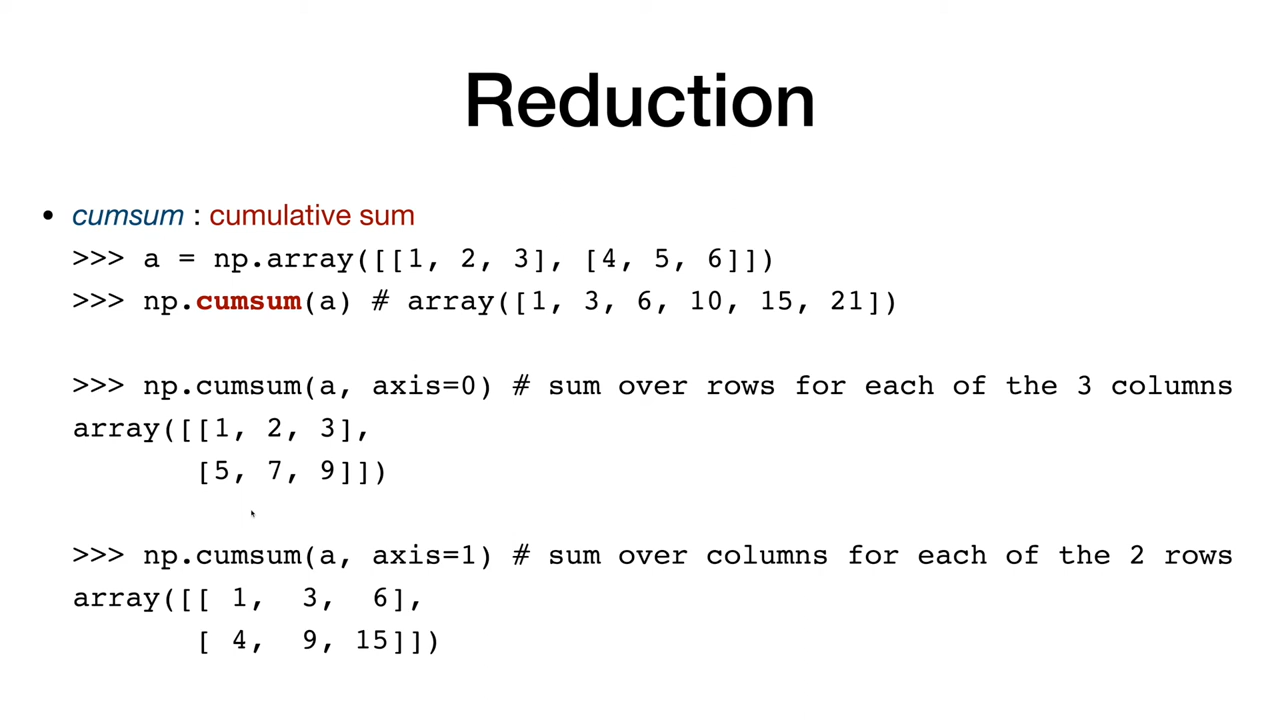 Reduction
• cumsum : cumulative sum
>>> a = np.array([[1, 2, 3], [4, 5, 6]])
>>> np.cumsum(a) # array([1, 3, 6, 10, 15, 21])
>>> np.cumsum(a, axis=0) # sum over rows for each of the 3 columns
array([[1, 2, 3],
       [5, 7, 9]])
>>> np.cumsum(a, axis=1) # sum over columns for each of the 2 rows
array([[ 1,  3,  6],
       [ 4,  9, 15]])